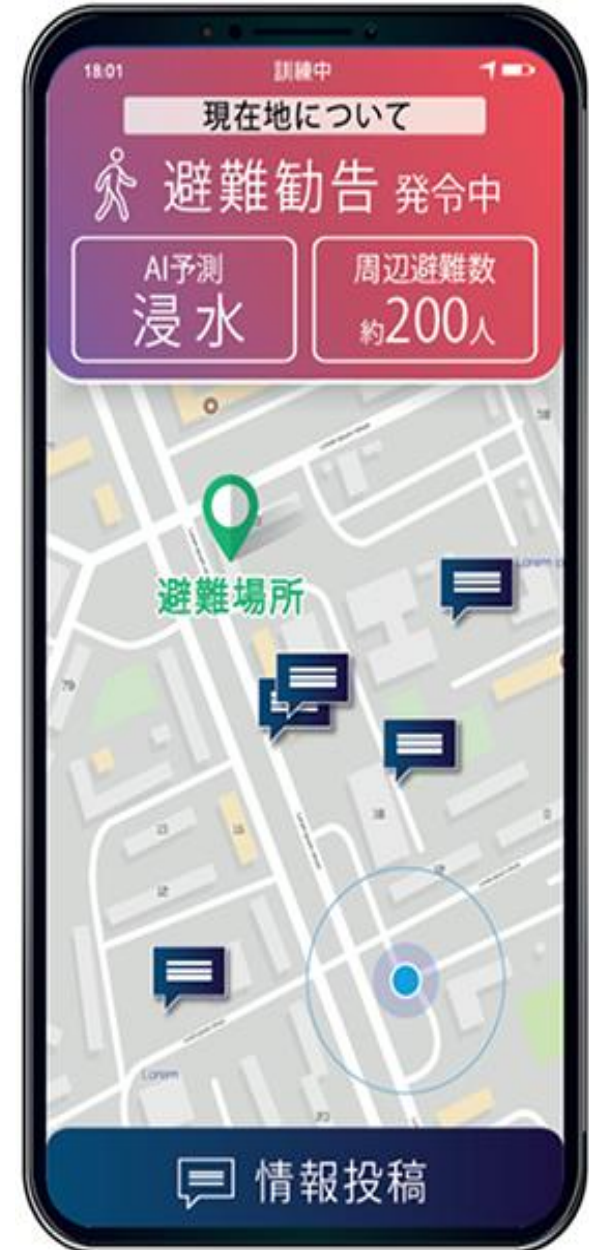 18:01 訓練中
現在地について
避難勧告 発令中
AI予測
浸水
周辺避難数
約200人
避難場所
Lorem
情報投稿